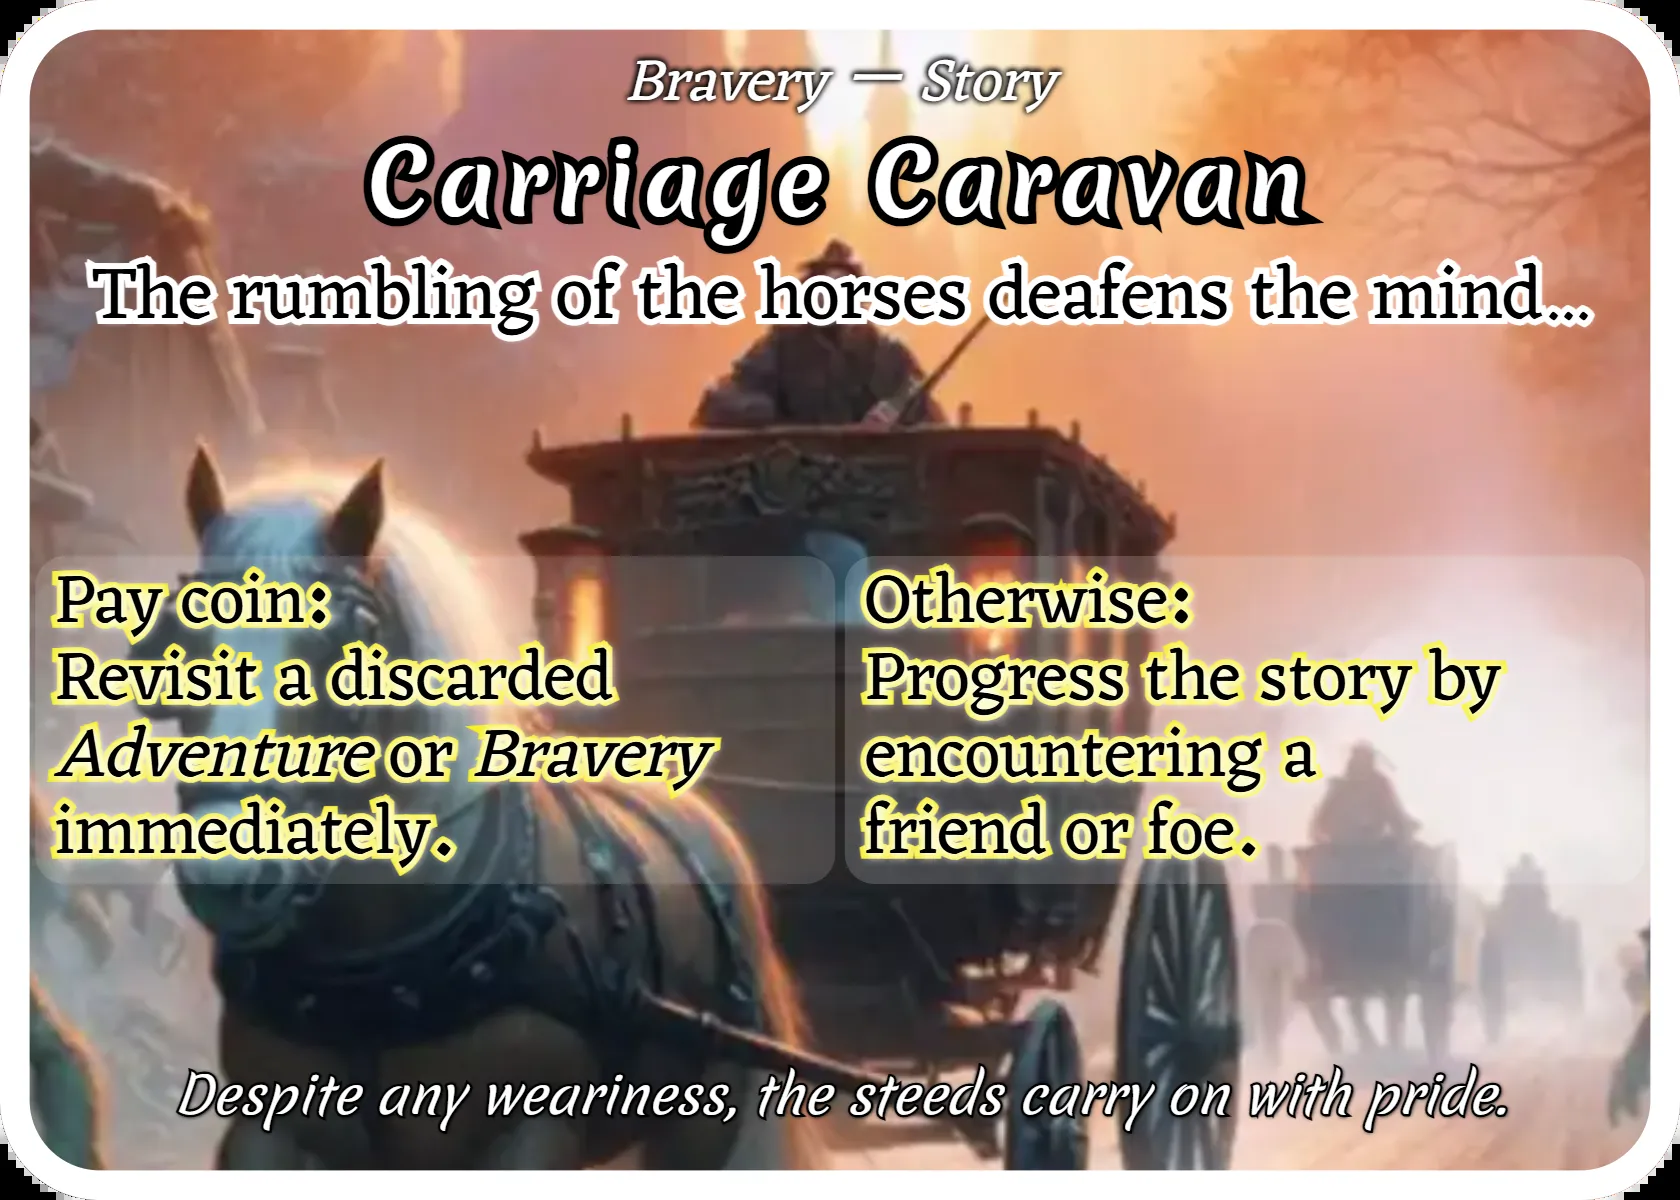 Bravery — Story
Carriage Caravan
The rumbling of the horses deafens the mind...
Pay coin:
Revisit a discarded
Adventure or Bravery
immediately.
Otherwise:
Progress the story by
encountering a
friend or foe.
Despite any weariness, the steeds carry on with pride.